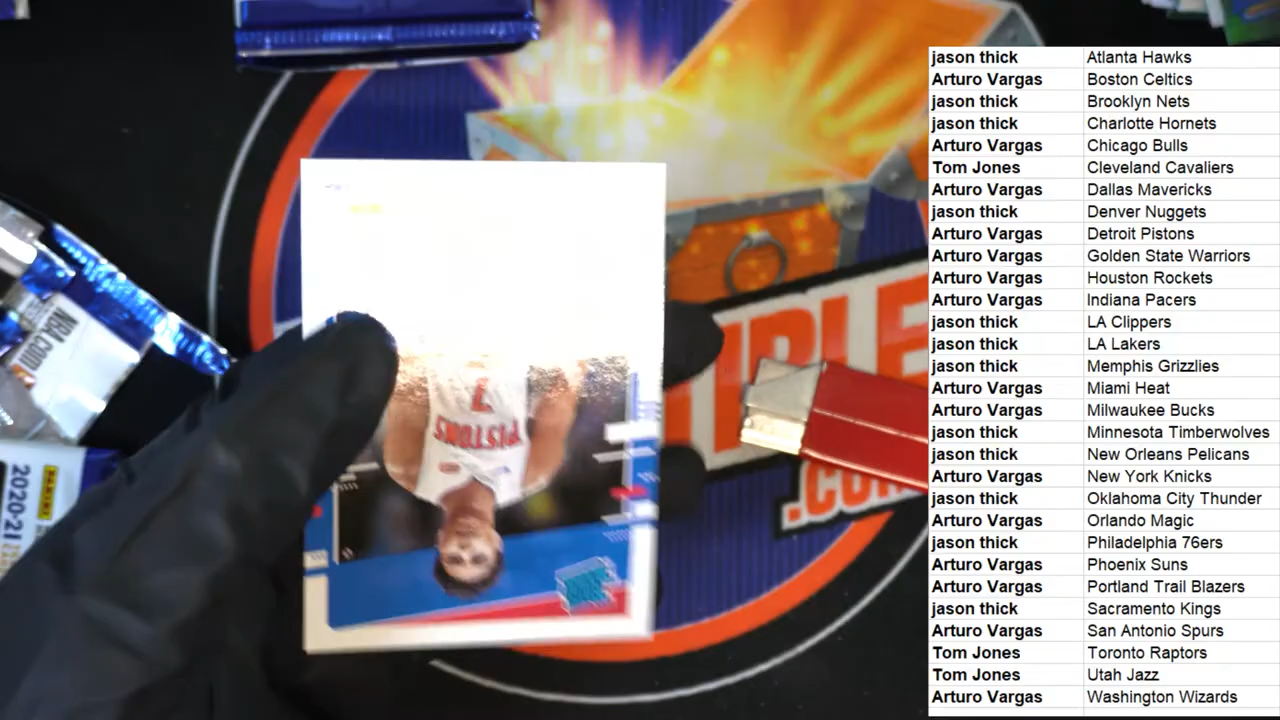 jason thick Atlanta Hawks
Arturo Vargas Boston Celtics
jason thick Brooklyn Nets
jason thick Charlotte Hornets
Arturo Vargas Chicago Bulls
Tom Jones Cleveland Cavaliers
Arturo Vargas Dallas Mavericks
jason thick Denver Nuggets
Arturo Vargas Detroit Pistons
Arturo Vargas Golden State Warriors
Arturo Vargas Houston Rockets
Arturo Vargas Indiana Pacers
jason thick LA Clippers
jason thick LA Lakers
jason thick Memphis Grizzlies
Arturo Vargas Miami Heat
Arturo Vargas Milwaukee Bucks
jason thick Minnesota Timberwolves
jason thick New Orleans Pelicans
Arturo Vargas New York Knicks
jason thick Oklahoma City Thunder
Arturo Vargas Orlando Magic
jason thick Philadelphia 76ers
Arturo Vargas Phoenix Suns
Arturo Vargas Portland Trail Blazers
jason thick Sacramento Kings
Arturo Vargas San Antonio Spurs
Tom Jones Toronto Raptors
Tom Jones Utah Jazz
Arturo Vargas Washington Wizards
NBA.com
PANINI
2020-21
7
PISTONS